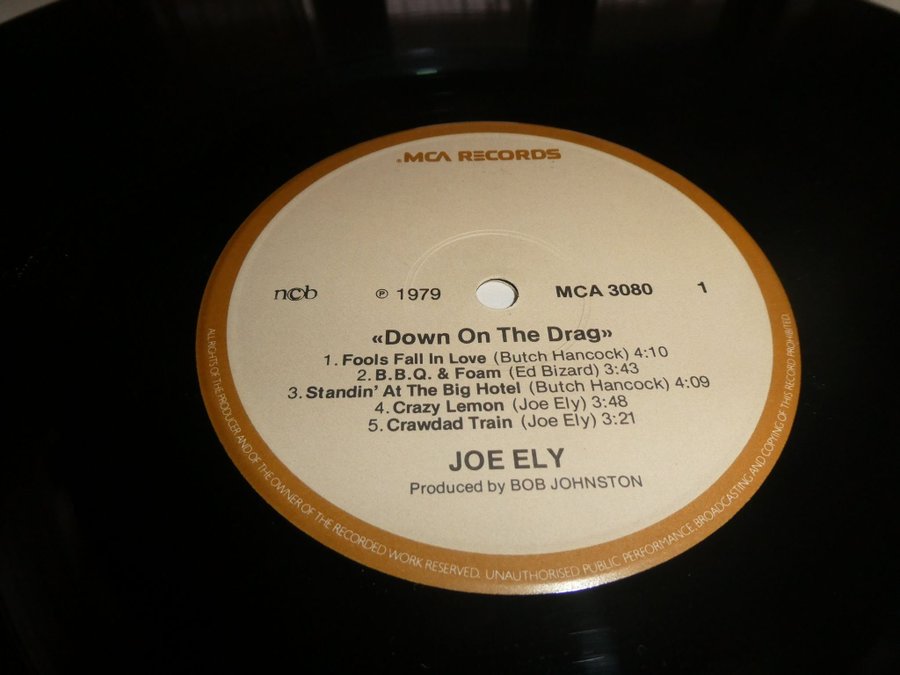 MCA RECORDS
ncb ℗ 1979 MCA 3080 1
«Down On The Drag»
1. Fools Fall In Love (Butch Hancock) 4:10
2. B.B.Q. & Foam (Ed Bizard) 3:43
3. Standin' At The Big Hotel (Butch Hancock) 4:09
4. Crazy Lemon (Joe Ely) 3:48
5. Crawdad Train (Joe Ely) 3:21
JOE ELY
Produced by BOB JOHNSTON
ALL RIGHTS OF THE PRODUCER AND OF THE OWNER OF THE RECORDED WORK RESERVED. UNAUTHORISED PUBLIC PERFORMANCE BROADCASTING AND COPYING OF THIS RECORD PROHIBITED.